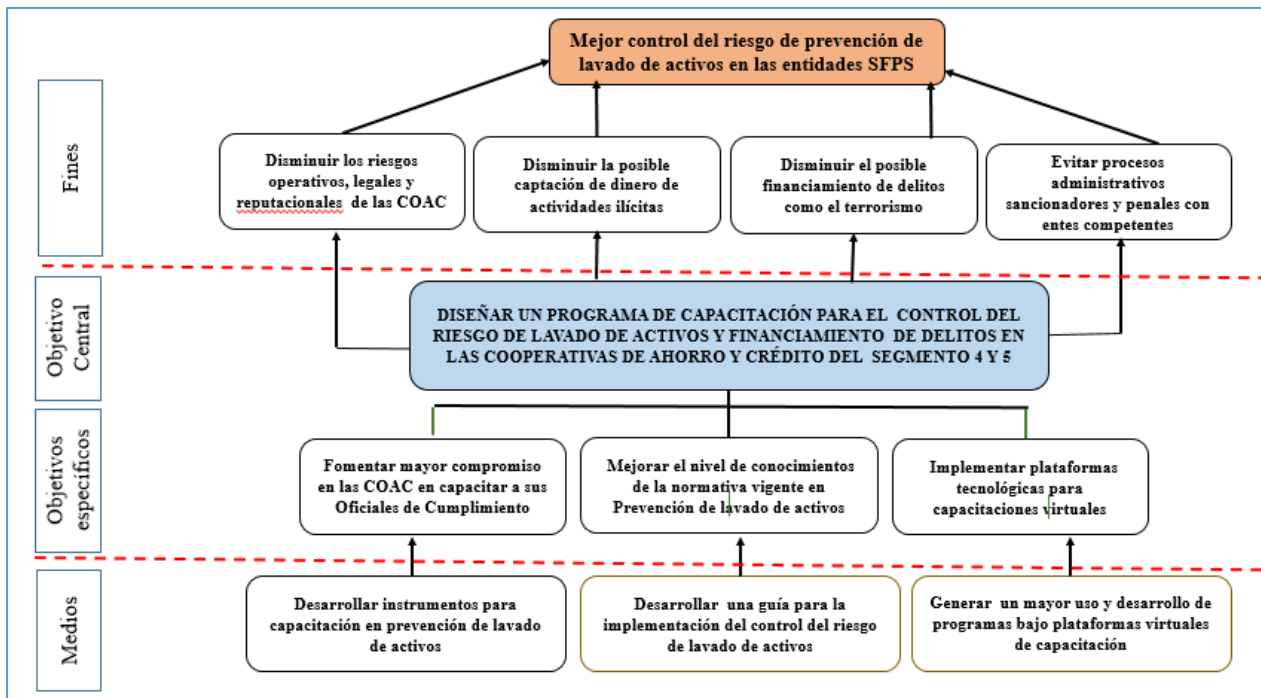 Mejor control del riesgo de prevención de
lavado de activos en las entidades SFPS
Fines
Disminuir los riesgos
operativos, legales y
reputacionales de las COAC
Disminuir la posible
captación de dinero de
actividades ilícitas
Disminuir el posible
financiamiento de delitos
como el terrorismo
Evitar procesos
administrativos
sancionadores y penales con
entes competentes
Objetivo
Central
DISEÑAR UN PROGRAMA DE CAPACITACIÓN PARA EL CONTROL DEL
RIESGO DE LAVADO DE ACTIVOS Y FINANCIAMIENTO DE DELITOS EN
LAS COOPERATIVAS DE AHORRO Y CRÉDITO DEL SEGMENTO 4 Y 5
Objetivos
específicos
Fomentar mayor compromiso
en las COAC en capacitar a sus
Oficiales de Cumplimiento
Mejorar el nivel de conocimientos
de la normativa vigente en
Prevención de lavado de activos
Implementar plataformas
tecnológicas para
capacitaciones virtuales
Medios
Desarrollar instrumentos para
capacitación en prevención de lavado
de activos
Desarrollar una guía para la
implementación del control del riesgo
de lavado de activos
Generar un mayor uso y desarrollo de
programas bajo plataformas virtuales
de capacitación